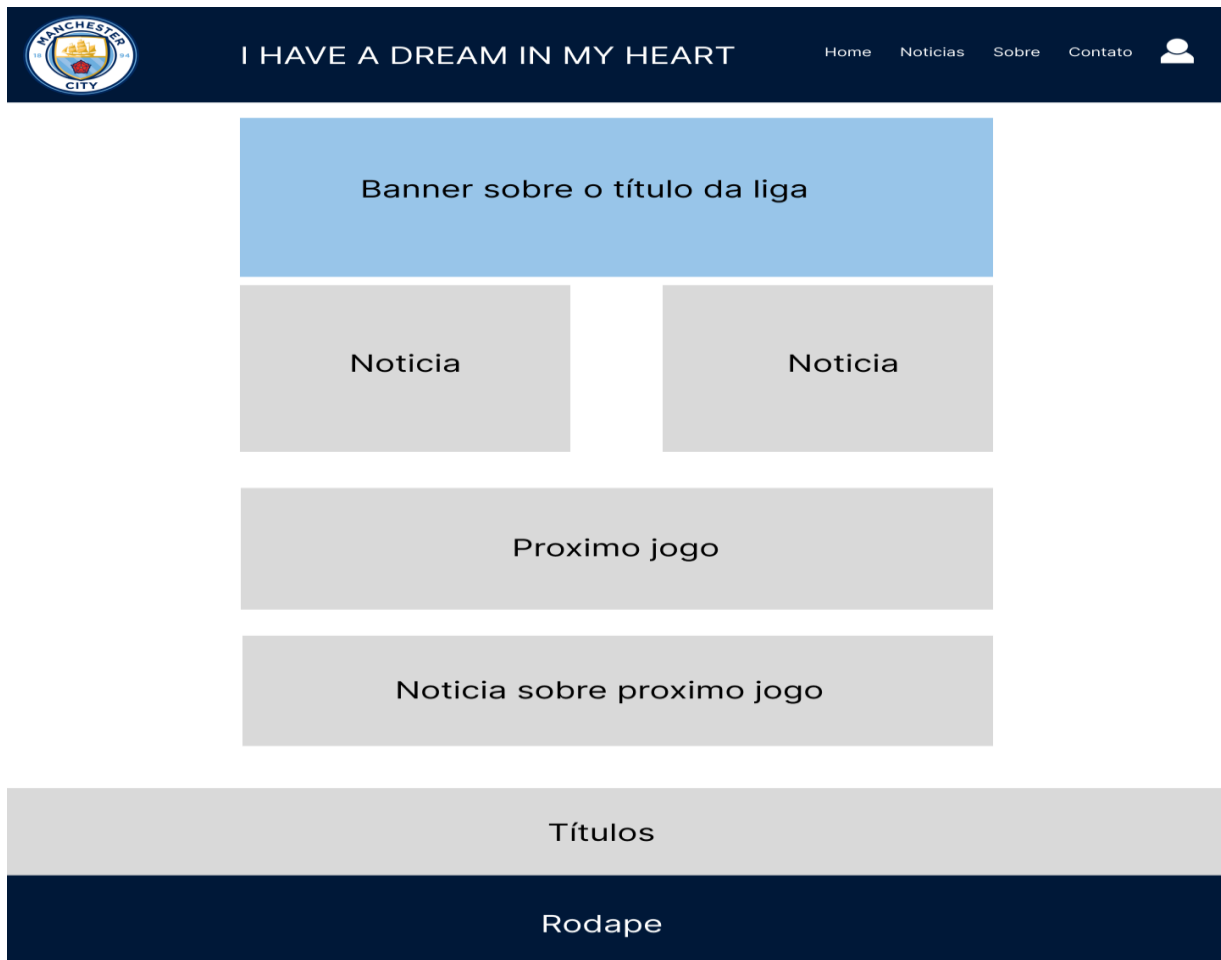 MANCHESTER
18 94
CITY
I HAVE A DREAM IN MY HEART
Home Noticias Sobre Contato
Banner sobre o título da liga
Noticia Noticia
Proximo jogo
Noticia sobre proximo jogo
Títulos
Rodape